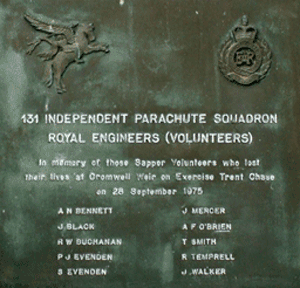 131 INDEPENDENT PARACHUTE SQUADRON
ROYAL ENGINEERS (VOLUNTEERS)
In memory of those Sapper Volunteers who lost
their lives at Cromwell Weir on Exercise Trent Chase
on 28 September 1975
A N BENNETT
J BLACK
R W BUCHANAN
P J EVENDEN
S EVENDEN
J MERCER
A F O'BRIEN
T SMITH
R TEMPRELL
J WALKER